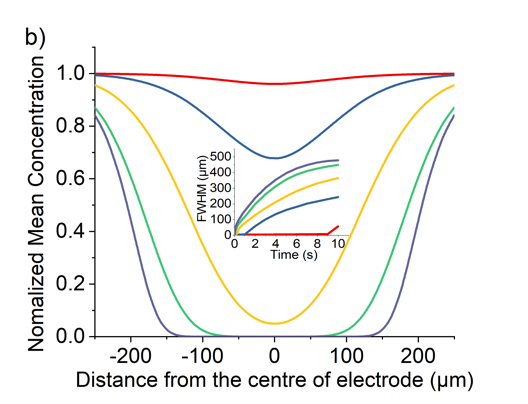 b)
Nomalized Mean Concentration
1.0
0.8
0.6
0.4
0.2
0.0
-200 -100 0 100 200
Distance from the centre of electrode (μm)
FWHM (μm)
500
400
300
200
100
0
0 2 4 6 8 10
Time (s)